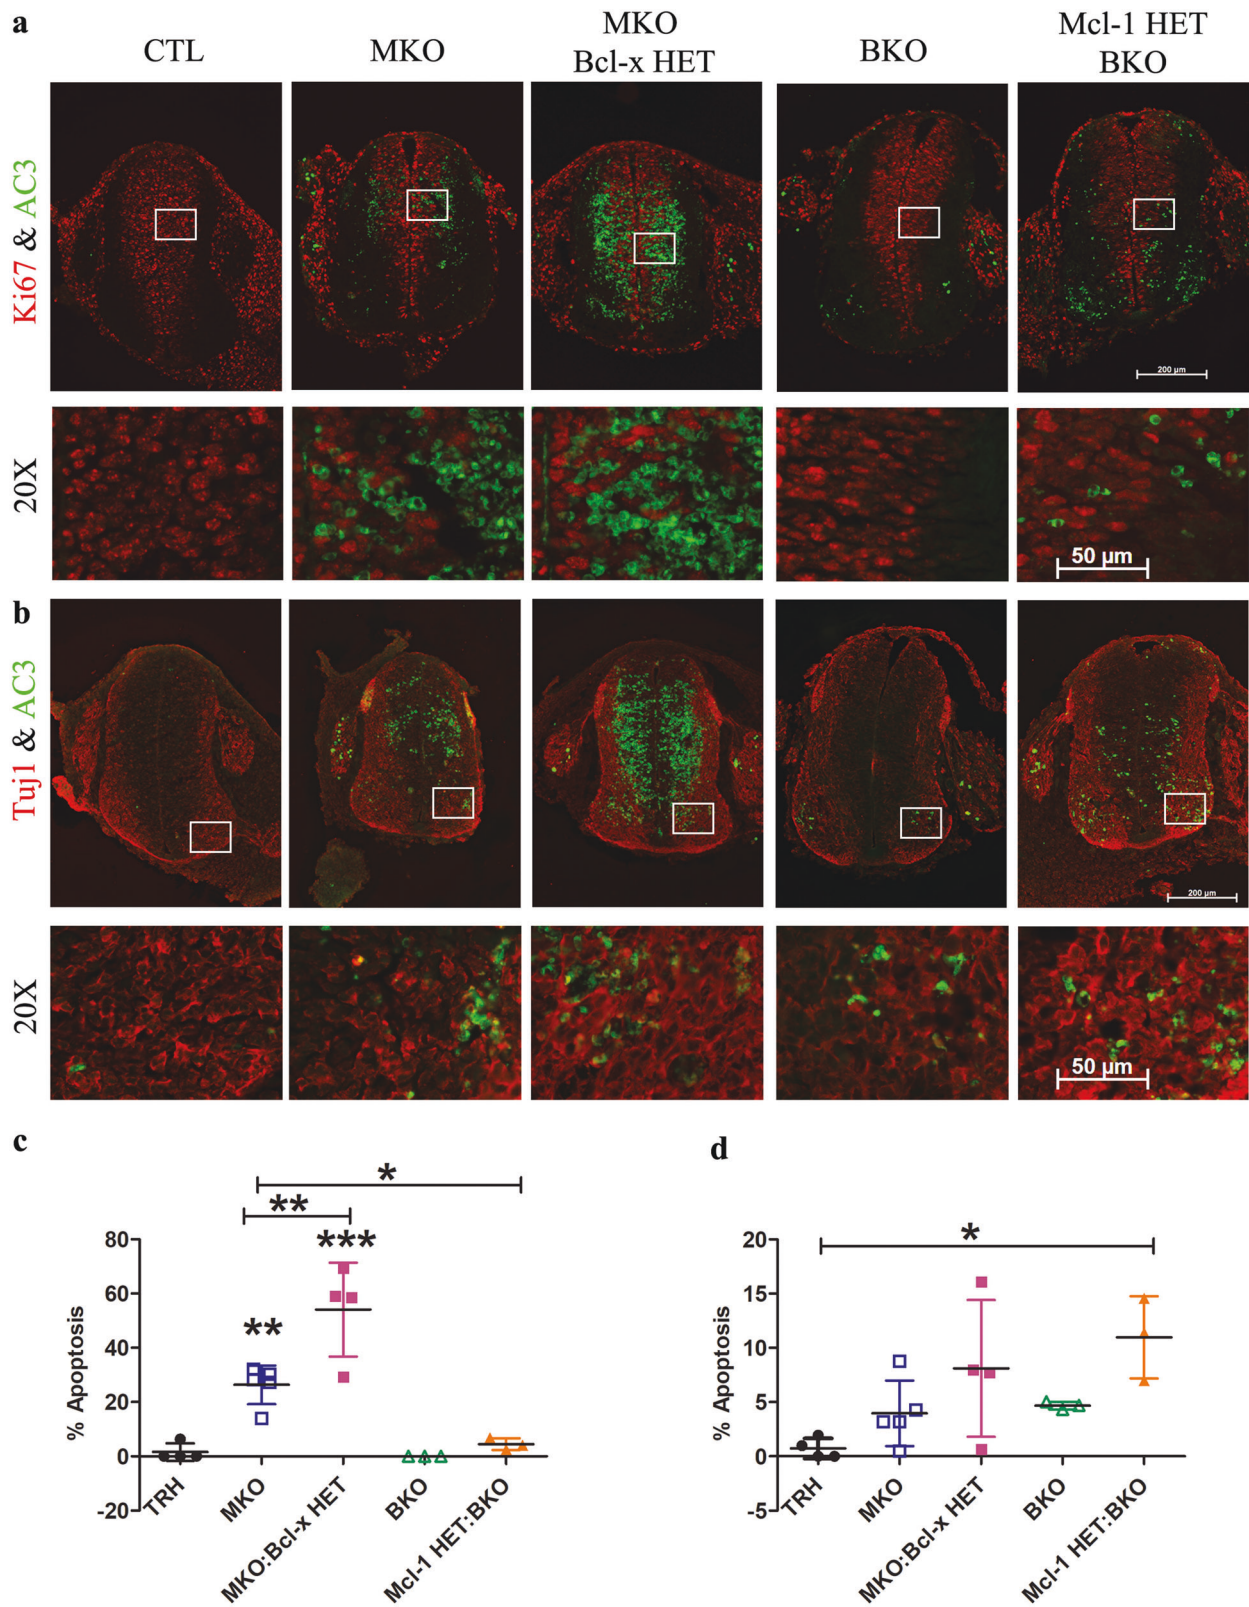 a
CTL
MKO
MKO
Bcl-x HET
BKO
Mcl-1 HET
BKO
Ki67 & AC3
200 µm
20X
50 µm
b
Tuj1 & AC3
200 µm
20X
50 µm
c
*
**
***
**
% Apoptosis
80
60
40
20
0
-20
TRH
MKO
MKO:Bcl-x HET
BKO
Mcl-1 HET:BKO
d
*
% Apoptosis
20
15
10
5
0
-5
TRH
MKO
MKO:Bcl-x HET
BKO
Mcl-1 HET:BKO